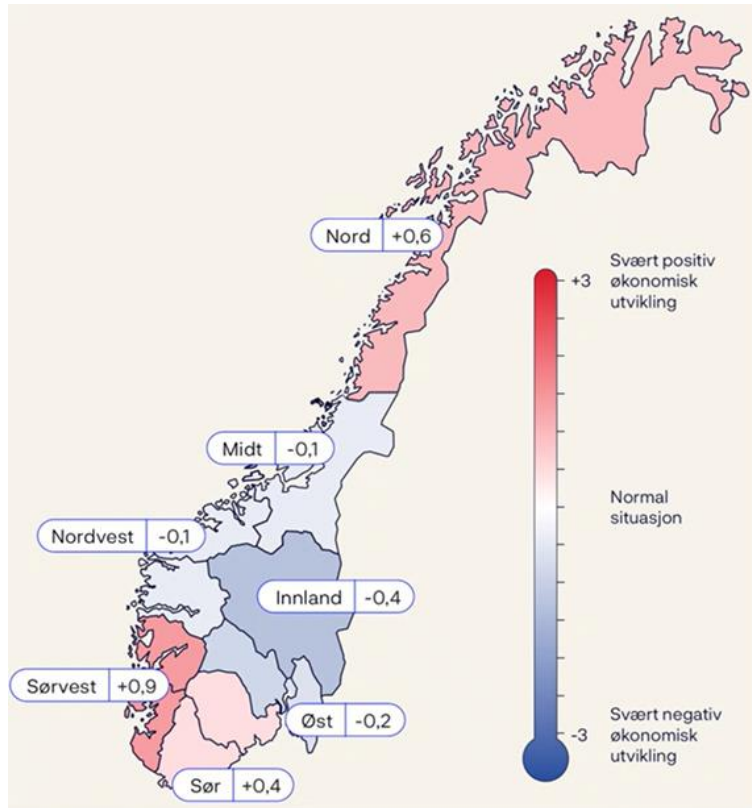 Nord +0,6
Svært positiv
+3 økonomisk
utvikling
Midt -0,1
Normal
situasjon
Nordvest -0,1
Innland -0,4
Sørvest +0,9
Øst -0,2
Svært negativ
-3 økonomisk
utvikling
Sør +0,4